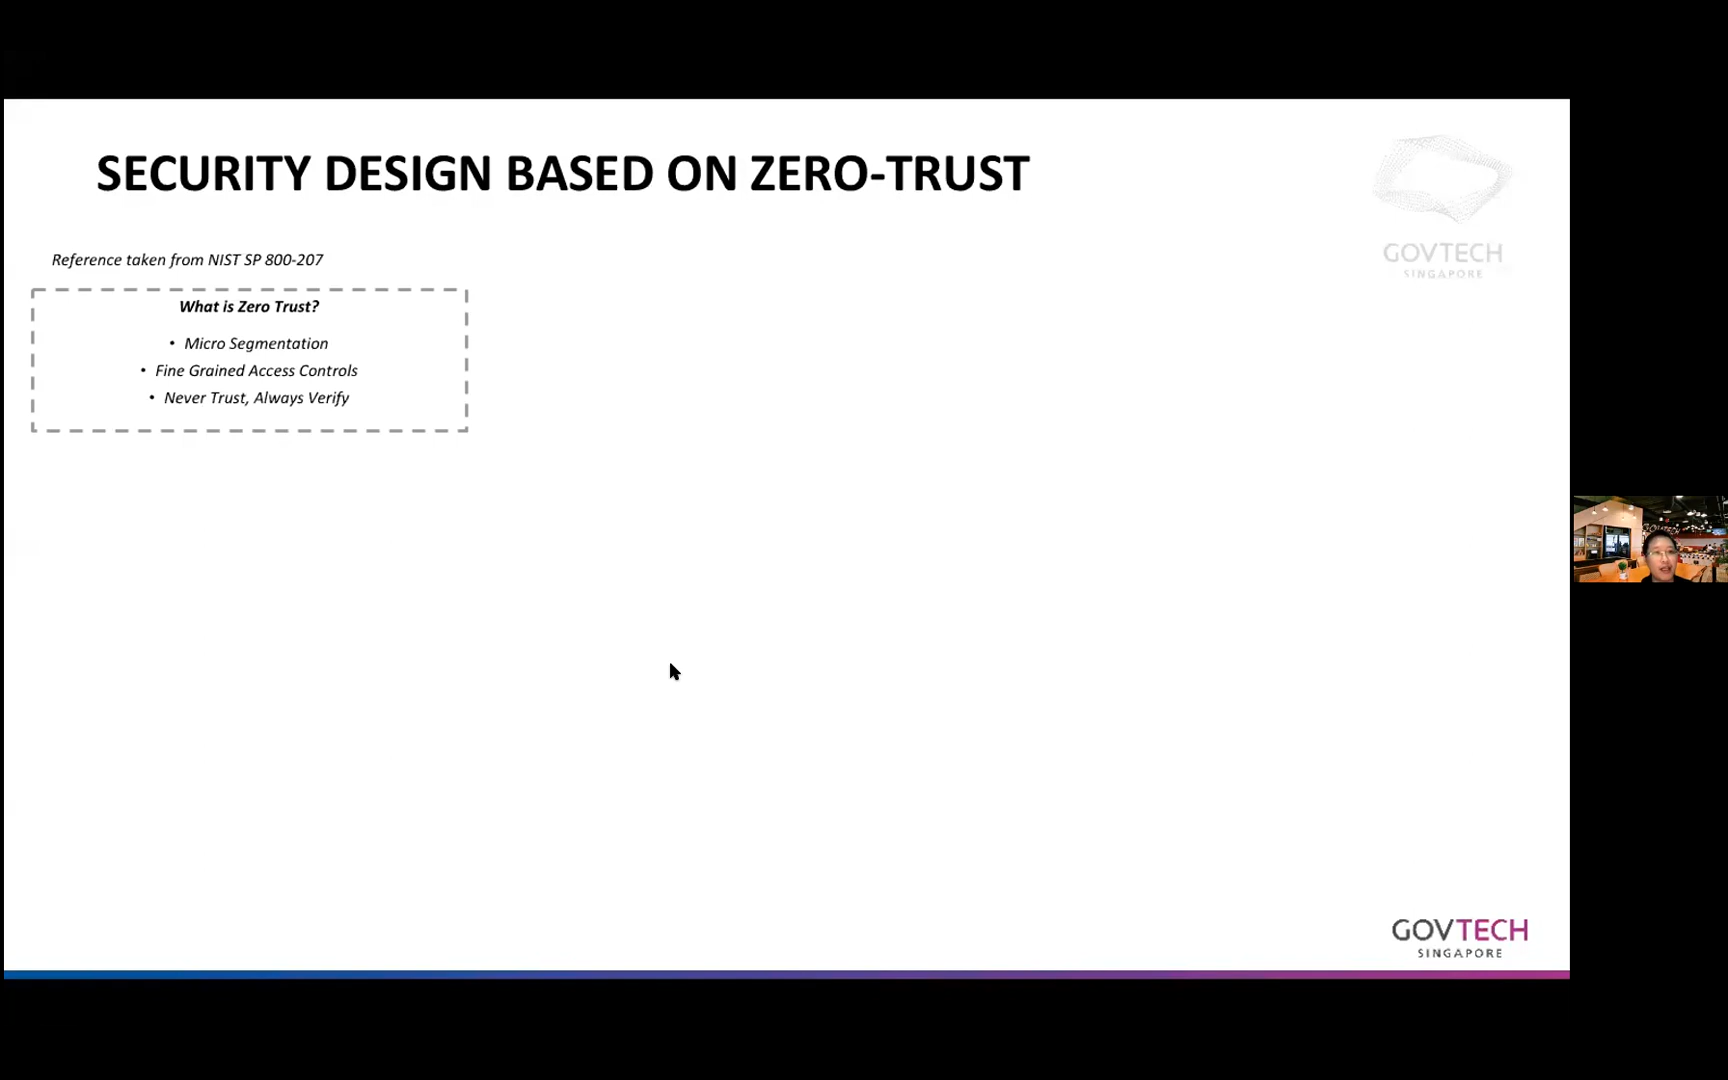 SECURITY DESIGN BASED ON ZERO-TRUST
GOVTECH
SINGAPORE
Reference taken from NIST SP 800-207
What is Zero Trust?
• Micro Segmentation
• Fine Grained Access Controls
• Never Trust, Always Verify
GOVTECH
SINGAPORE